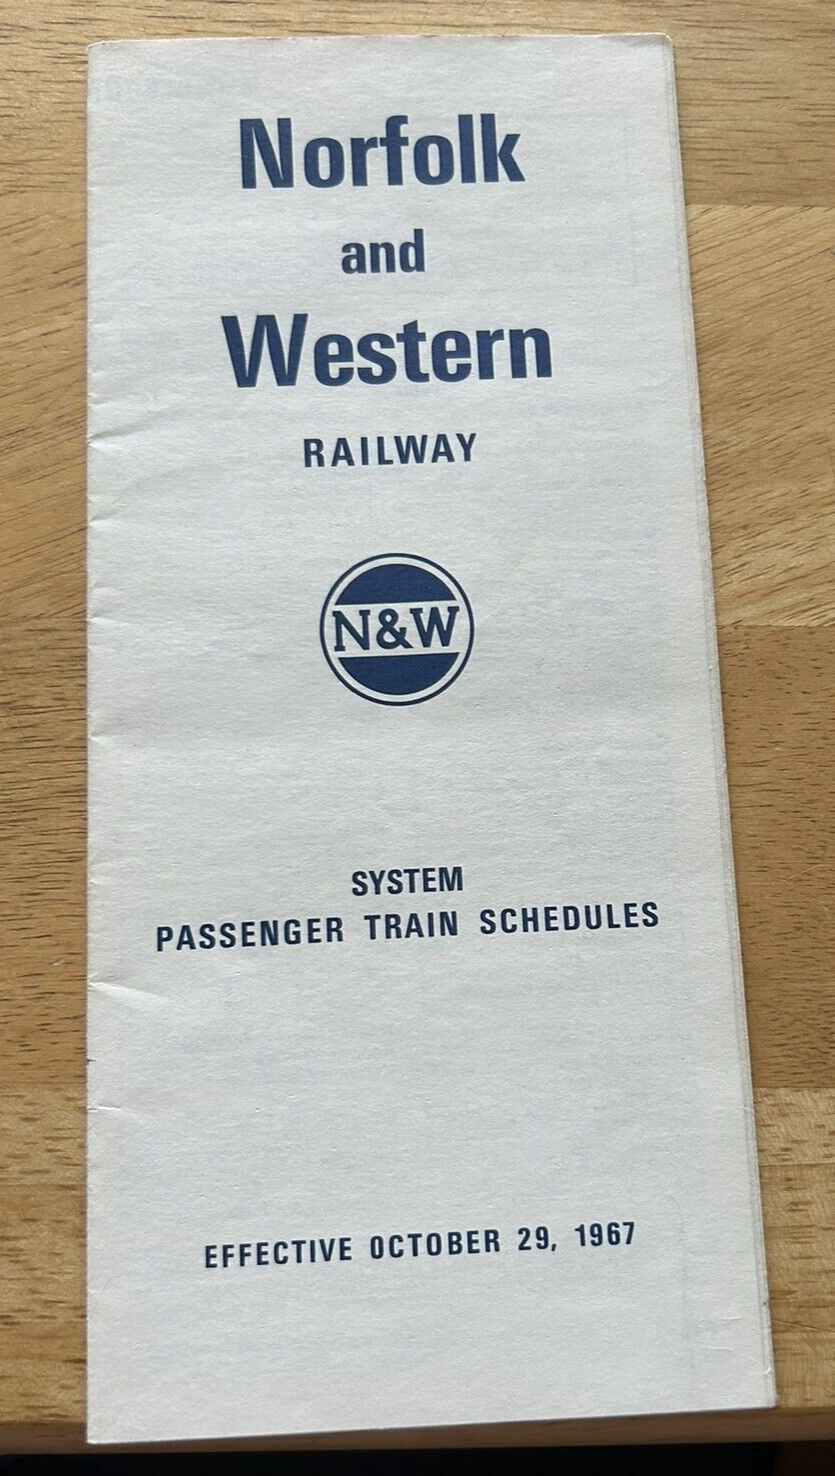 Norfolk
and
Western
RAILWAY
N&W
SYSTEM
PASSENGER TRAIN SCHEDULES
EFFECTIVE OCTOBER 29, 1967